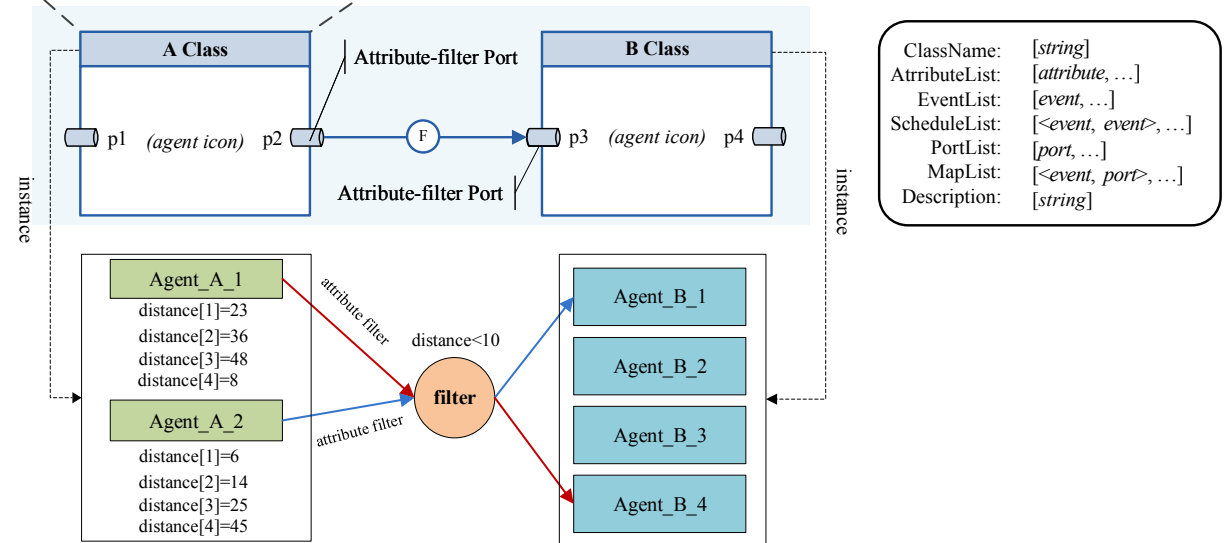 A Class
B Class
Attribute-filter Port
p1
(agent icon)
p2
F
p3
(agent icon)
p4
Attribute-filter Port
instance
instance
ClassName: [string]
AtrributeList: [attribute, …]
EventList: [event, …]
ScheduleList: [<event, event>, …]
PortList: [port, …]
MapList: [<event, port>, …]
Description: [string]
Agent_A_1
distance[1]=23
distance[2]=36
distance[3]=48
distance[4]=8
Agent_A_2
distance[1]=6
distance[2]=14
distance[3]=25
distance[4]=45
attribute filter
attribute filter
distance<10
filter
Agent_B_1
Agent_B_2
Agent_B_3
Agent_B_4